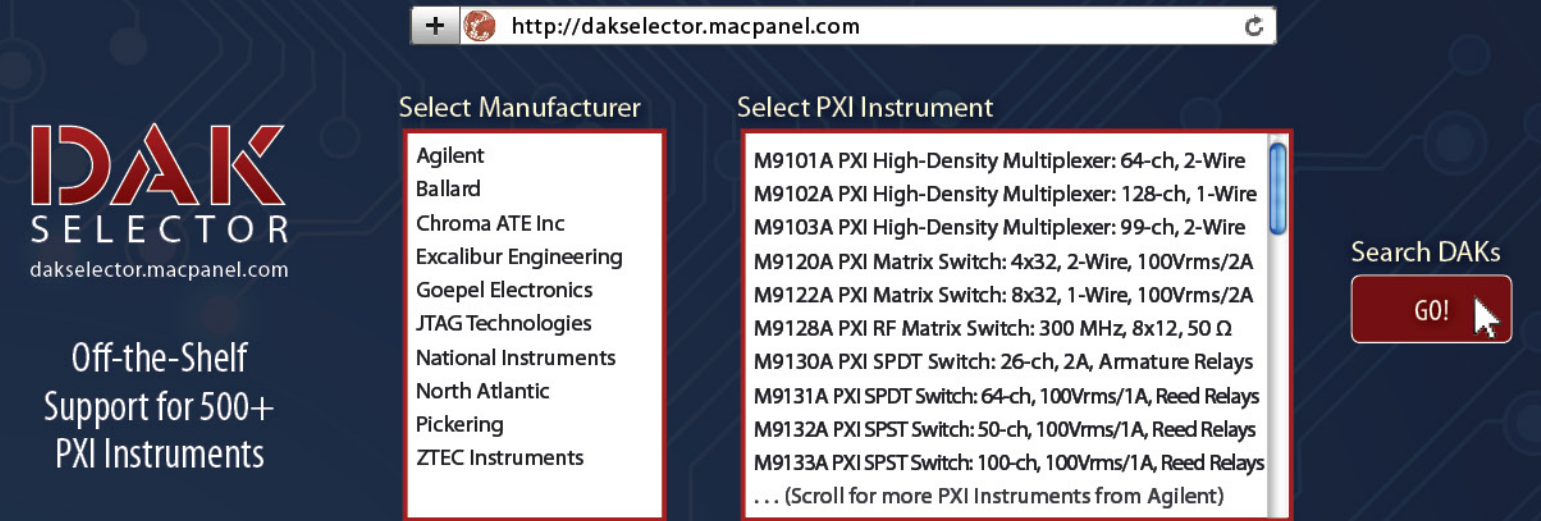 + http://dakselector.macpanel.com
DAK
SELECTOR
dakselector.macpanel.com
Off-the-Shelf
Support for 500+
PXI Instruments
Select Manufacturer
Agilent
Ballard
Chroma ATE Inc
Excalibur Engineering
Goepel Electronics
JTAG Technologies
National Instruments
North Atlantic
Pickering
ZTEC Instruments
Select PXI Instrument
M9101A PXI High-Density Multiplexer: 64-ch, 2-Wire
M9102A PXI High-Density Multiplexer: 128-ch, 1-Wire
M9103A PXI High-Density Multiplexer: 99-ch, 2-Wire
M9120A PXI Matrix Switch: 4x32, 2-Wire, 100Vrms/2A
M9122A PXI Matrix Switch: 8x32, 1-Wire, 100Vrms/2A
M9128A PXI RF Matrix Switch: 300 MHz, 8x12, 50 Ω
M9130A PXI SPDT Switch: 26-ch, 2A, Armature Relays
M9131A PXI SPDT Switch: 64-ch, 100Vrms/1A, Reed Relays
M9132A PXI SPST Switch: 50-ch, 100Vrms/1A, Reed Relays
M9133A PXI SPST Switch: 100-ch, 100Vrms/1A, Reed Relays
. . . (Scroll for more PXI Instruments from Agilent)
Search DAKs
GO!